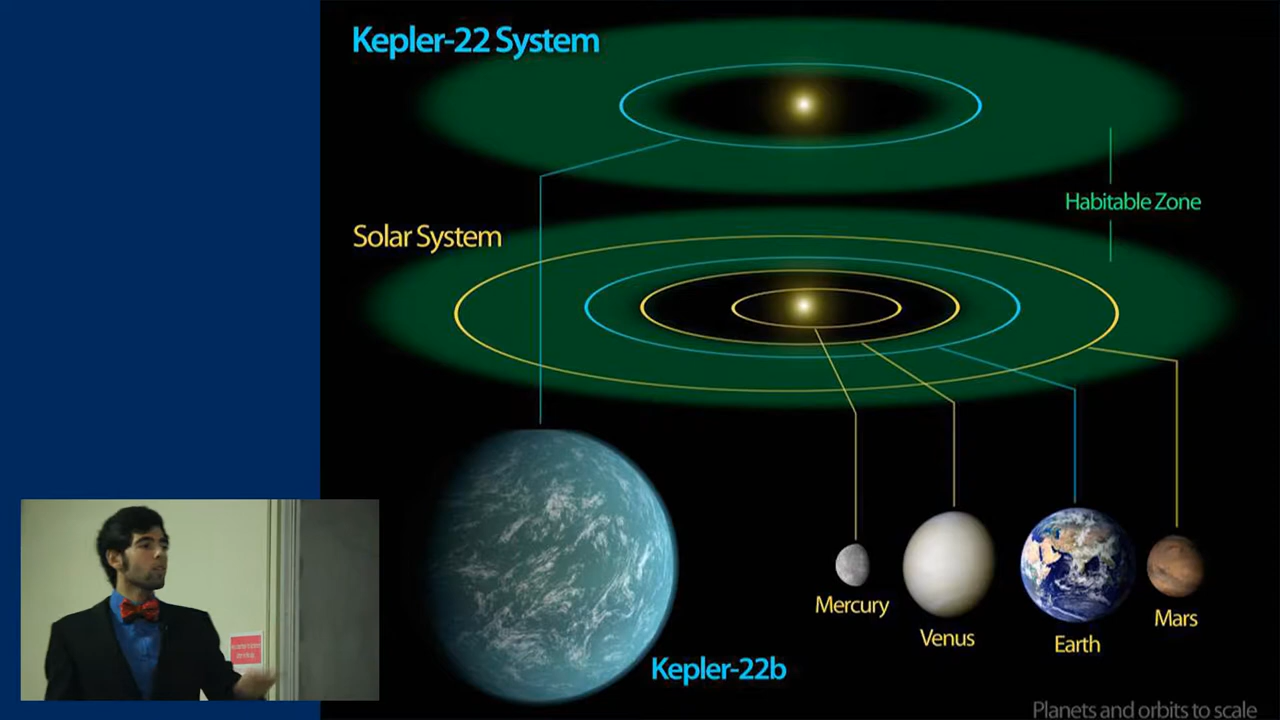 Kepler-22 System
Habitable Zone
Solar System
Mercury
Venus
Earth
Mars
Kepler-22b
Planets and orbits to scale